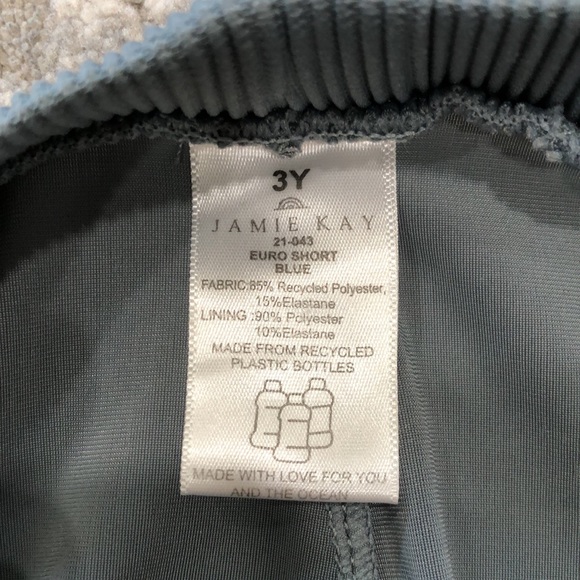 3Y
JAMIE KAY
21-043
EURO SHORT
BLUE
FABRIC:85% Recycled Polyester,
15%Elastane
LINING :90% Polyester
10%Elastane
MADE FROM RECYCLED
PLASTIC BOTTLES
MADE WITH LOVE FOR YOU
AND THE OCEAN